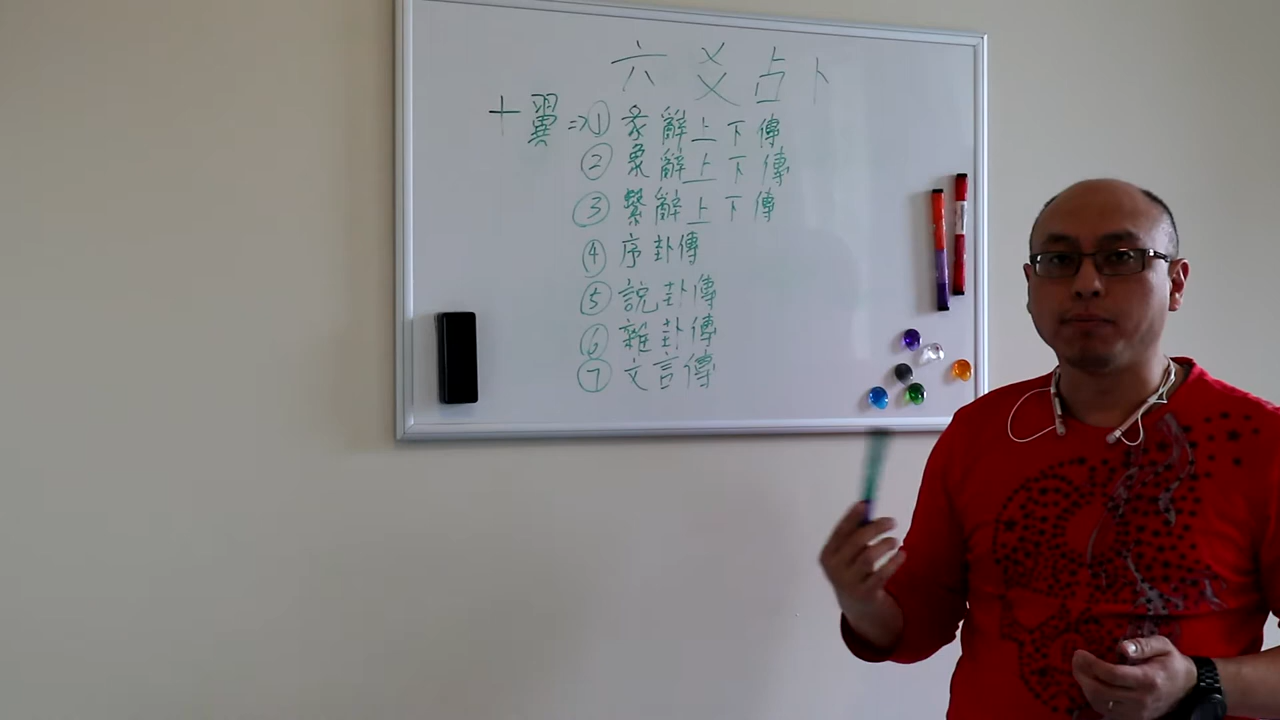 六爻占卜
十翼⇒①彖辭上下傳
②象辭上下傳
③繫辭上下傳
④序卦傳
⑤說卦傳
⑥雜卦傳
⑦文言傳